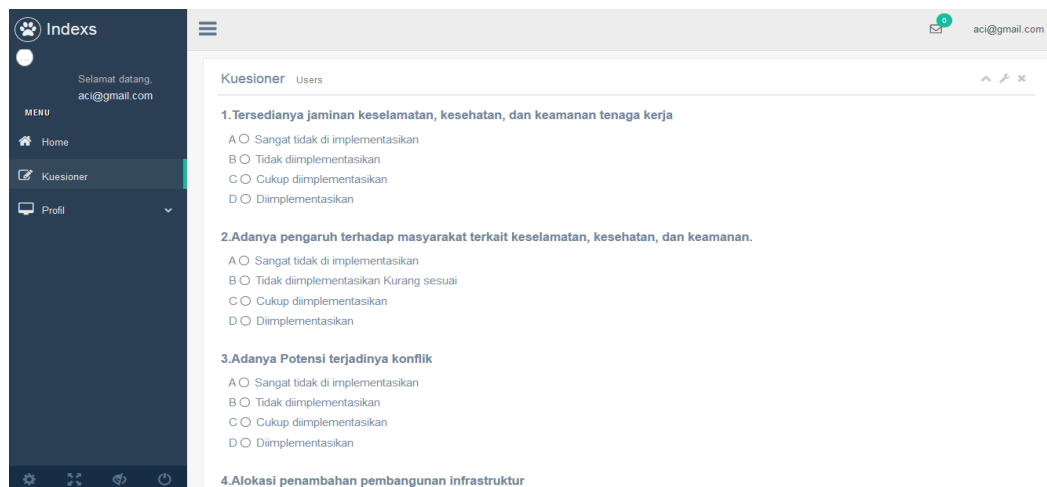 Indexs
0
aci@gmail.com
Selamat datang,
aci@gmail.com
MENU
Home
Kuesioner
Profil
Kuesioner Users
1.Tersedianya jaminan keselamatan, kesehatan, dan keamanan tenaga kerja
A Sangat tidak di implementasikan
B Tidak diimplementasikan
C Cukup diimplementasikan
D Diimplementasikan
2.Adanya pengaruh terhadap masyarakat terkait keselamatan, kesehatan, dan keamanan.
A Sangat tidak di implementasikan
B Tidak diimplementasikan Kurang sesuai
C Cukup diimplementasikan
D Diimplementasikan
3.Adanya Potensi terjadinya konflik
A Sangat tidak di implementasikan
B Tidak diimplementasikan
C Cukup diimplementasikan
D Diimplementasikan
4.Alokasi penambahan pembangunan infrastruktur